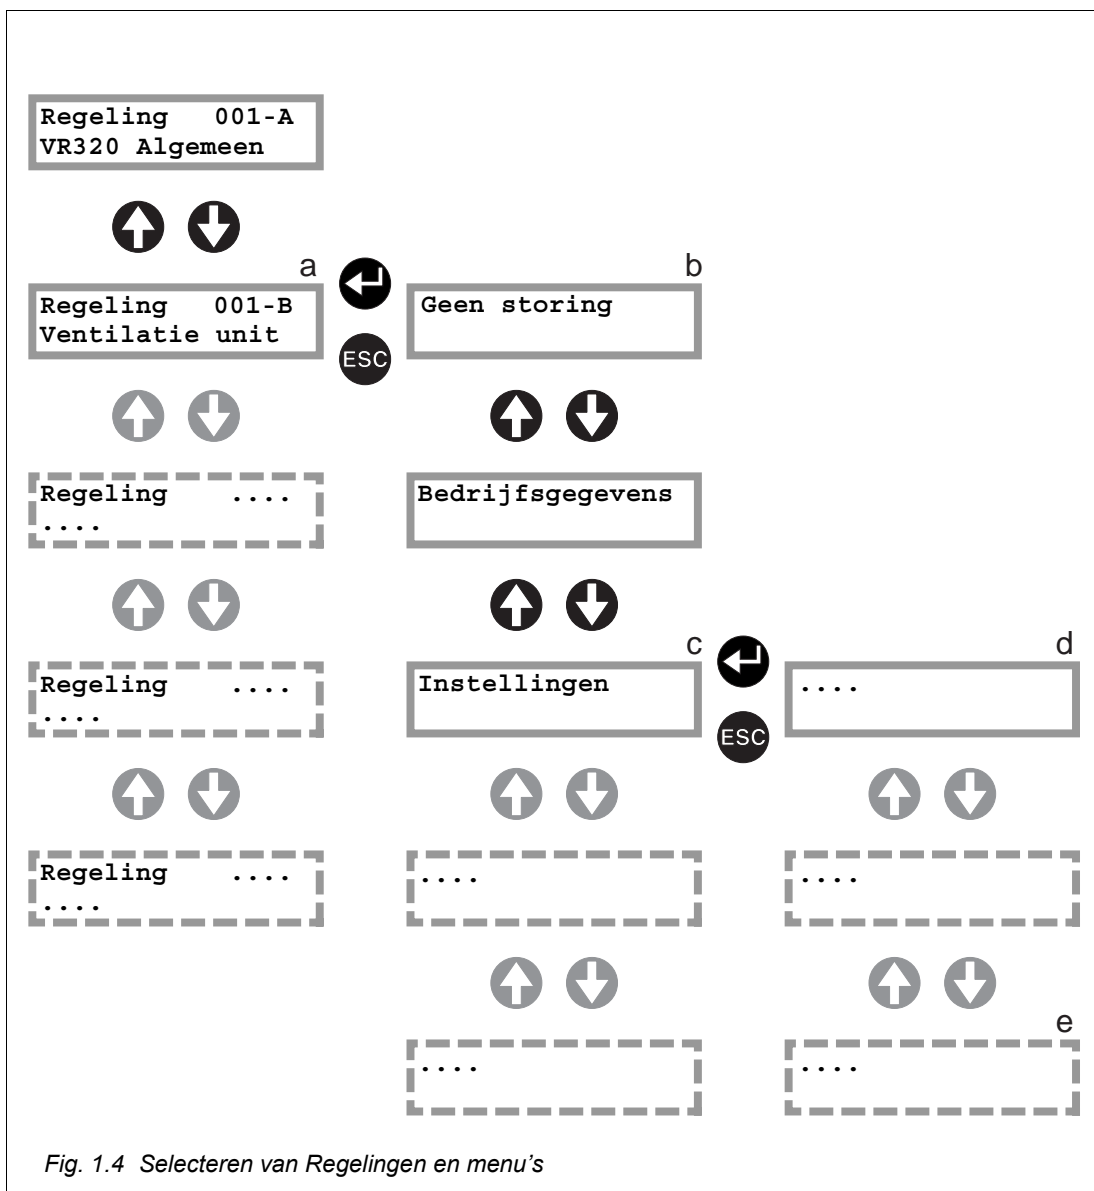 Regeling 001-A
VR320 Algemeen
a
Regeling 001-B
Ventilatie unit
ESC
b
Geen storing
Regeling ....
....
Bedrijfsgegevens
Regeling ....
....
c
Instellingen
ESC
d
....
Regeling ....
....
....
....
....
e
....
Fig. 1.4 Selecteren van Regelingen en menu's